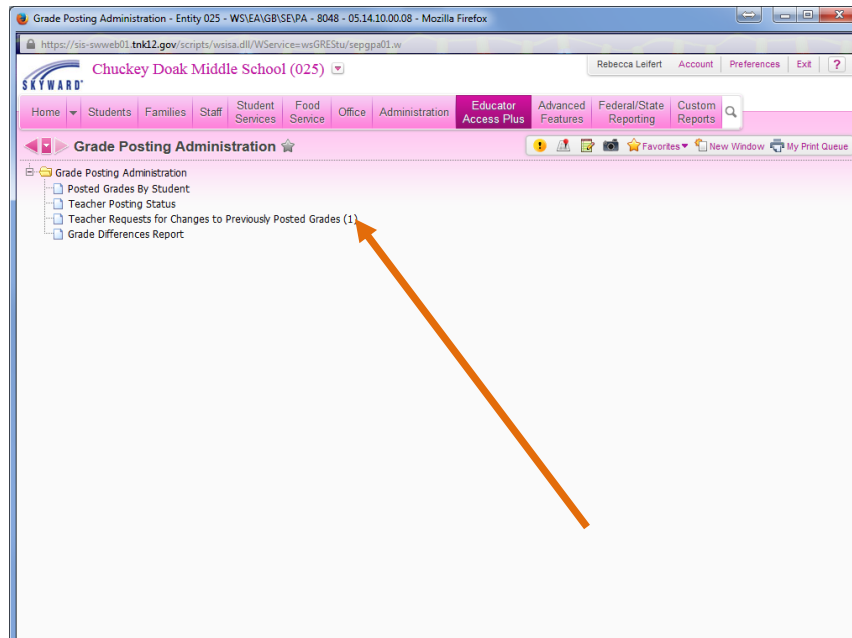 Grade Posting Administration - Entity 025 - WS\EA\GB\SE\PA - 8048 - 05.14.10.00.08 - Mozilla Firefox
https://sis-swweb01.tnk12.gov/scripts/wsisa.dll/WService=wsGREStu/sepgpa01.w
SKYWARD® Chuckey Doak Middle School (025) Rebecca Leifert Account Preferences Exit ?
Home Students Families Staff Student Services Food Service Office Administration Educator Access Plus Advanced Features Federal/State Reporting Custom Reports
Grade Posting Administration Favorites New Window My Print Queue
Grade Posting Administration
Posted Grades By Student
Teacher Posting Status
Teacher Requests for Changes to Previously Posted Grades (1)
Grade Differences Report